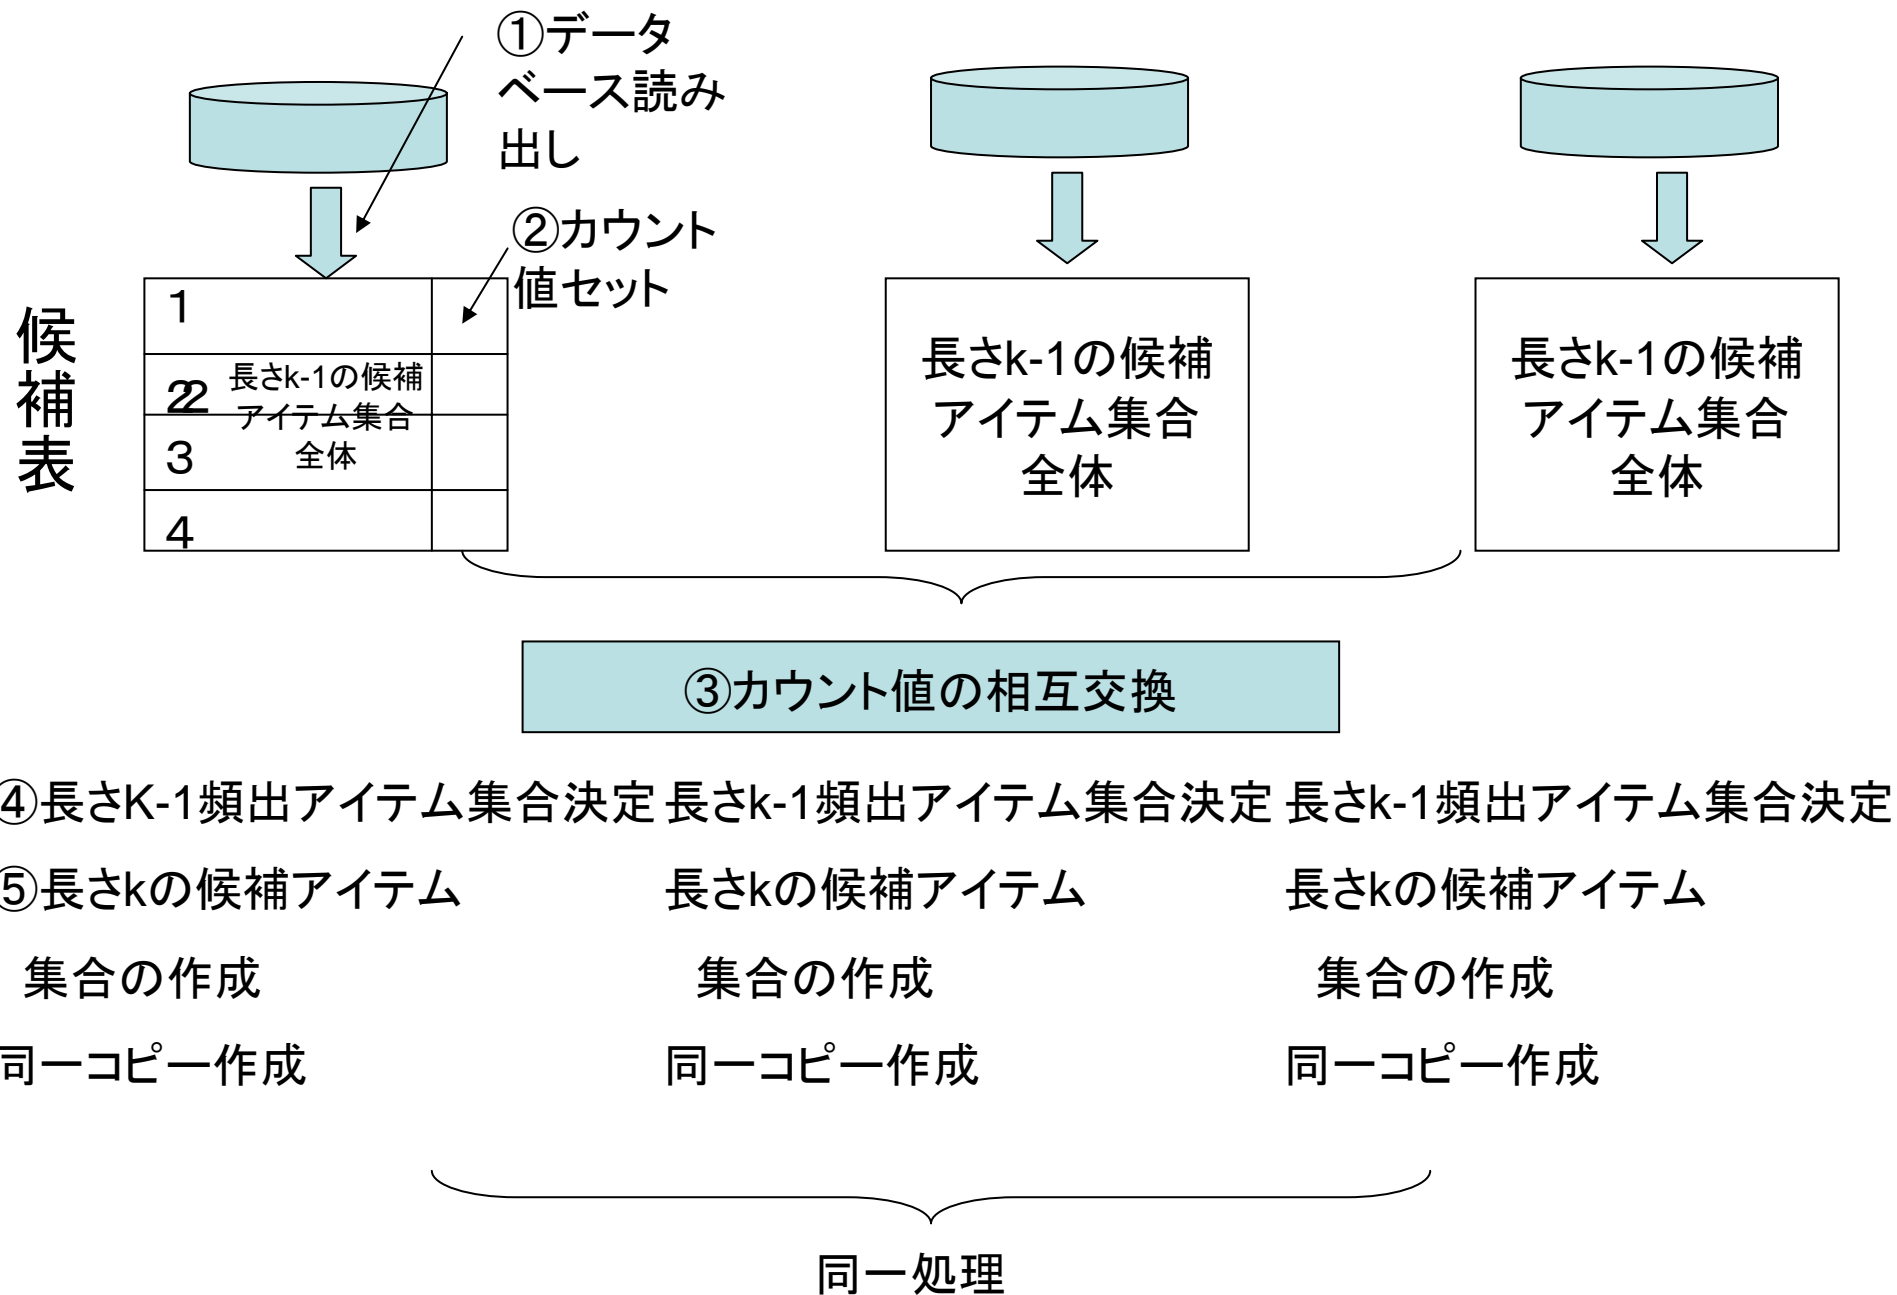 ①データ
ベース読み
出し
②カウント
値セット
候補表
1
22
3
4
長さk-1の候補
アイテム集合
全体
長さk-1の候補
アイテム集合
全体
長さk-1の候補
アイテム集合
全体
③カウント値の相互交換
④長さK-1頻出アイテム集合決定 長さk-1頻出アイテム集合決定 長さk-1頻出アイテム集合決定
⑤長さkの候補アイテム 長さkの候補アイテム 長さkの候補アイテム
集合の作成 集合の作成 集合の作成
同一コピー作成 同一コピー作成 同一コピー作成
同一処理